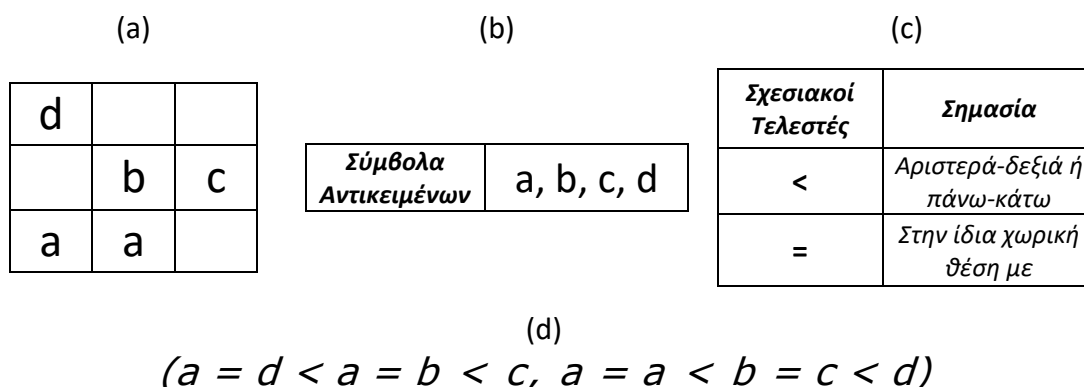 (a) (b) (c)
d
b c
a a
Σύμβολα
Αντικειμένων
a, b, c, d
Σχεσιακοί
Τελεστές
Σημασία
<
Αριστερά-δεξιά ή
πάνω-κάτω
=
Στην ίδια χωρική
θέση με
(d)
(a = d < a = b < c, a = a < b = c < d)